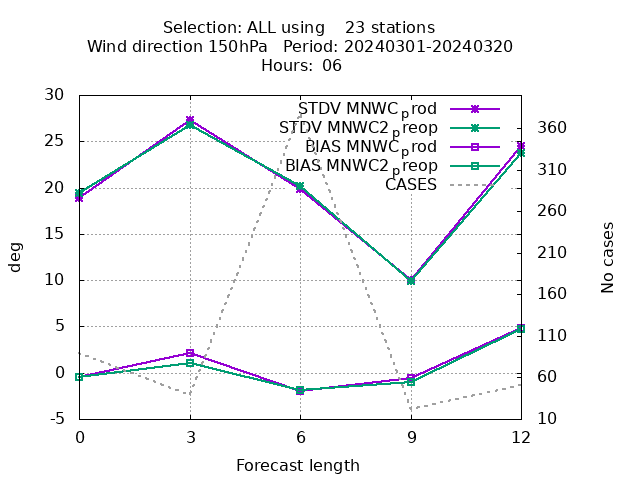 Selection: ALL using    23 stations
Wind direction 150hPa   Period: 20240301-20240320
Hours: 06
30
25
20
15
10
5
0
-5
deg
STDV MNWC_prod
STDV MNWC2_preop
BIAS MNWC_prod
BIAS MNWC2_preop
CASES
360
310
260
210
160
110
60
10
No cases
0 3 6 9 12
Forecast length